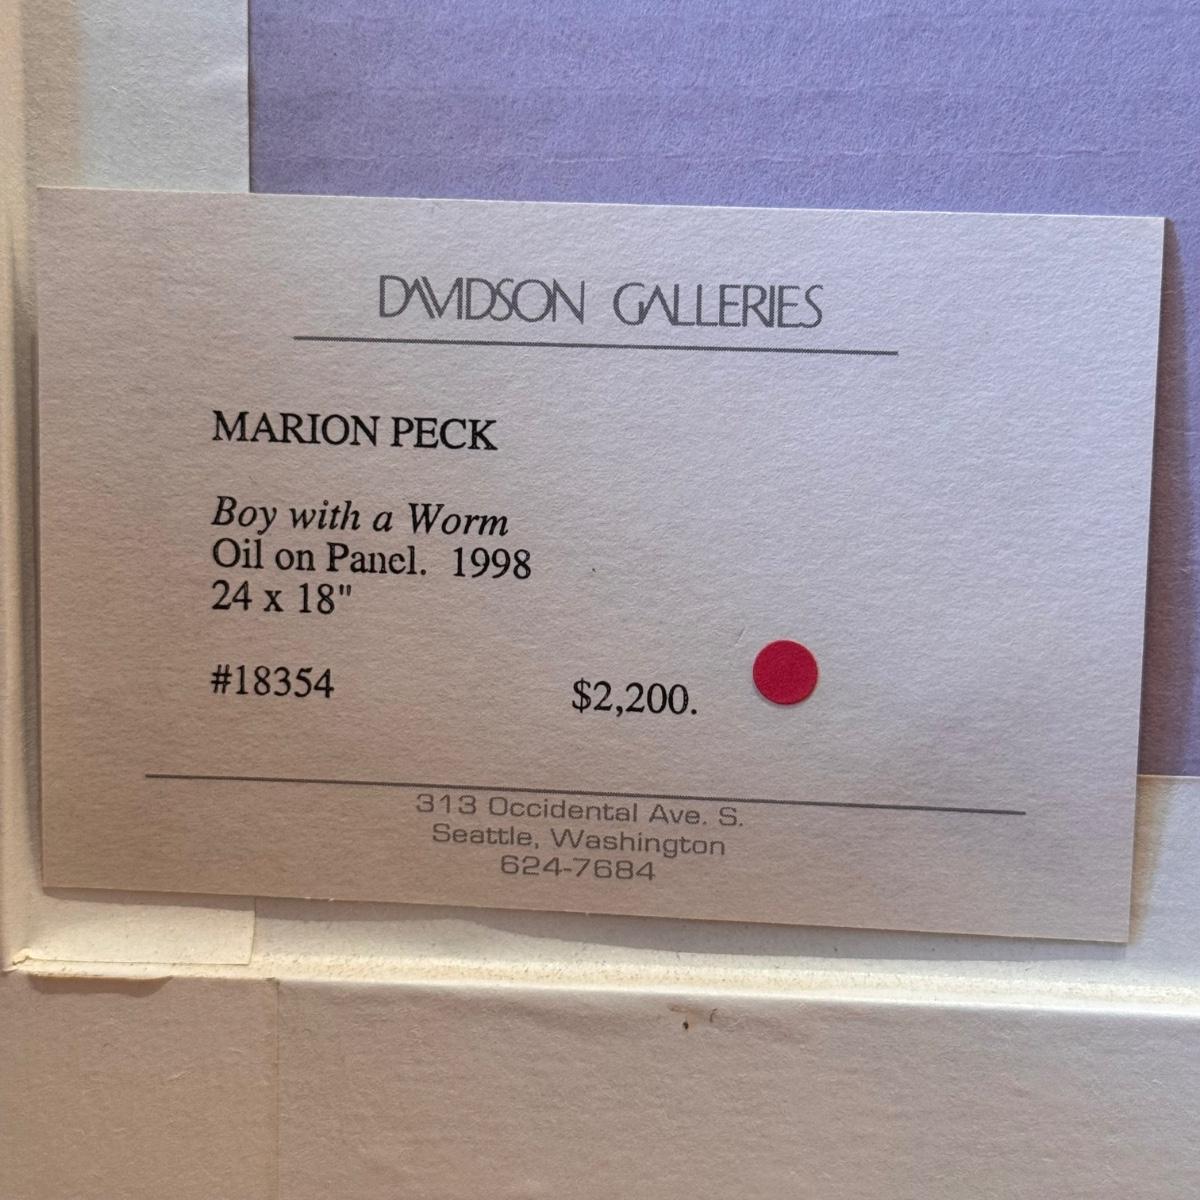 DAVIDSON GALLERIES
MARION PECK
Boy with a Worm
Oil on Panel. 1998
24 x 18"
#18354 $2,200.
313 Occidental Ave. S.
Seattle, Washington
624-7684